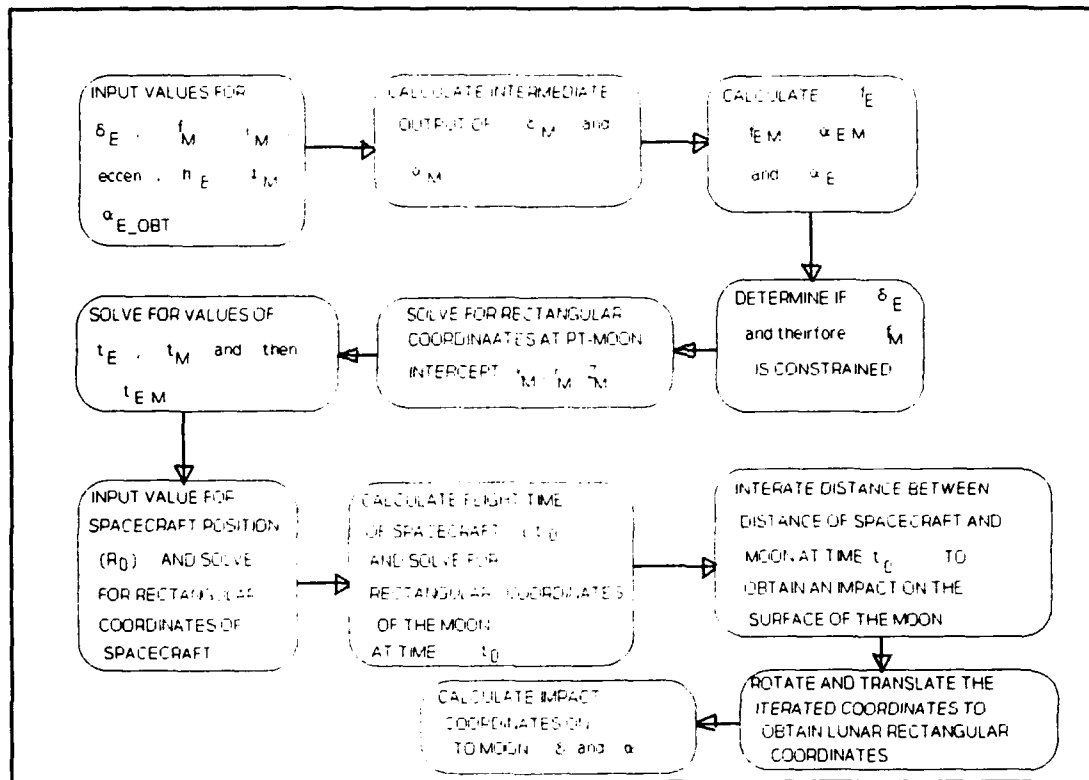 INPUT VALUES FOR
δE , fM
eccen , hE iM
αE_OBT
CALCULATE INTERMEDIATE
OUTPUT OF δM and
αM
CALCULATE fE
fEM αEM
and αE
DETERMINE IF δE
and theirfore fM
IS CONSTRAINED
SOLVE FOR RECTANGULAR
COORDINAATES AT PT-MOON
INTERCEPT
SOLVE FOR VALUES OF
tE , tM and then
tEM
INPUT VALUE FOR
SPACECRAFT POSITION
(R0) AND SOLVE
FOR RECTANGULAR
COORDINATES OF
SPACECRAFT
CALCULATE FLIGHT TIME
OF SPACECRAFT ( t0
AND SOLVE FOR
RECTANGULAR COORDINATES
OF THE MOON
AT TIME t0
INTERATE DISTANCE BETWEEN
DISTANCE OF SPACECRAFT AND
MOON AT TIME t0 TO
OBTAIN AN IMPACT ON THE
SURFACE OF THE MOON
ROTATE AND TRANSLATE THE
ITERATED COORDINATES TO
OBTAIN LUNAR RECTANGULAR
COORDINATES
CALCULATE IMPACT
COORDINATES ON
TO MOON δ and α